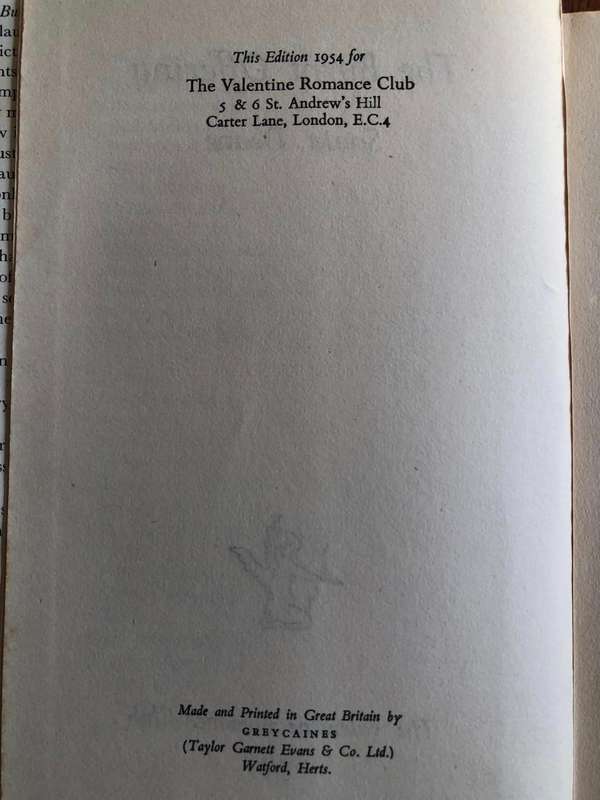 This Edition 1954 for
The Valentine Romance Club
5 & 6 St. Andrew's Hill
Carter Lane, London, E.C.4
Made and Printed in Great Britain by
GREYCAINES
(Taylor Garnett Evans & Co. Ltd.)
Watford, Herts.